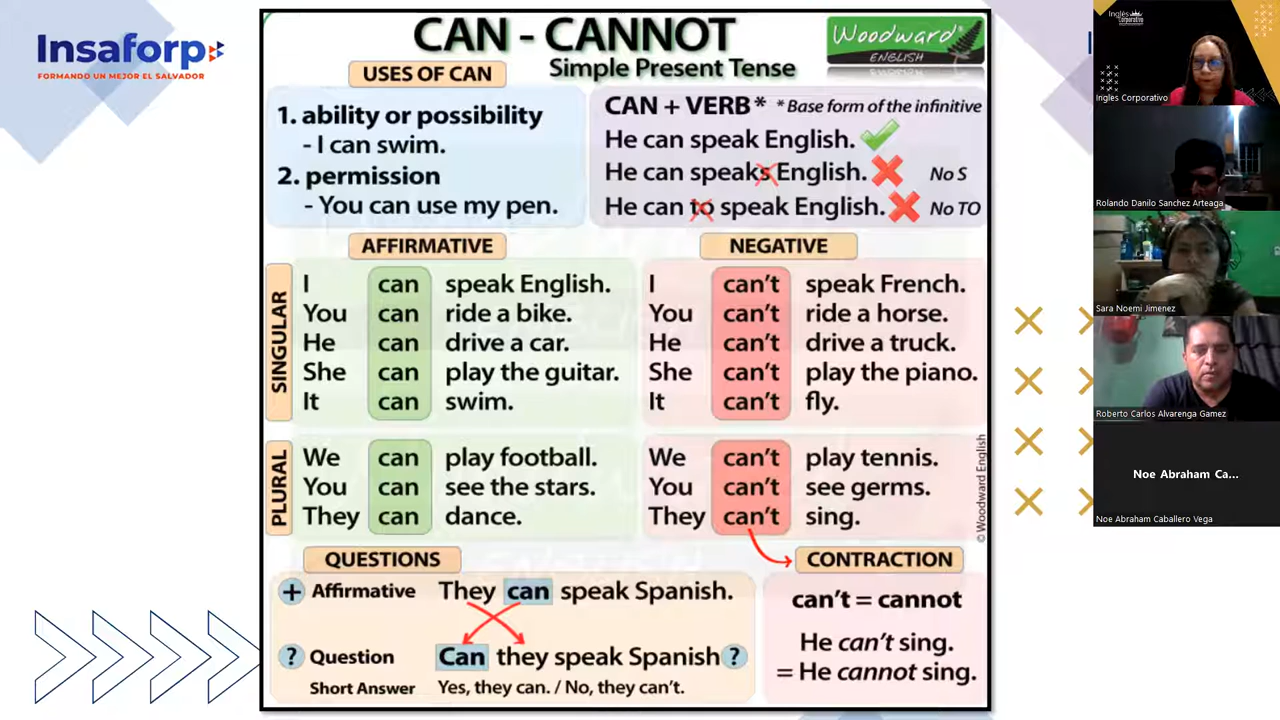 Insaforp
FORMANDO UN MEJOR EL SALVADOR
CAN - CANNOT
Simple Present Tense
Woodward®
ENGLISH
USES OF CAN
1. ability or possibility
- I can swim.
2. permission
- You can use my pen.
CAN + VERB* * Base form of the infinitive
He can speak English.
He can speaks English. No S
He can to speak English. No TO
AFFIRMATIVE
SINGULAR
I can speak English.
You can ride a bike.
He can drive a car.
She can play the guitar.
It can swim.
PLURAL
We can play football.
You can see the stars.
They can dance.
NEGATIVE
I can't speak French.
You can't ride a horse.
He can't drive a truck.
She can't play the piano.
It can't fly.
We can't play tennis.
You can't see germs.
They can't sing.
© Woodward English
QUESTIONS
+ Affirmative They can speak Spanish.
? Question Can they speak Spanish?
Short Answer Yes, they can. / No, they can't.
CONTRACTION
can't = cannot
He can't sing.
= He cannot sing.
Inglés
Corporativo
Ingles Corporativo
Rolando Danilo Sanchez Arteaga
Sara Noemi Jimenez
Roberto Carlos Alvarenga Gamez
Noe Abraham Ca...
Noe Abraham Caballero Vega